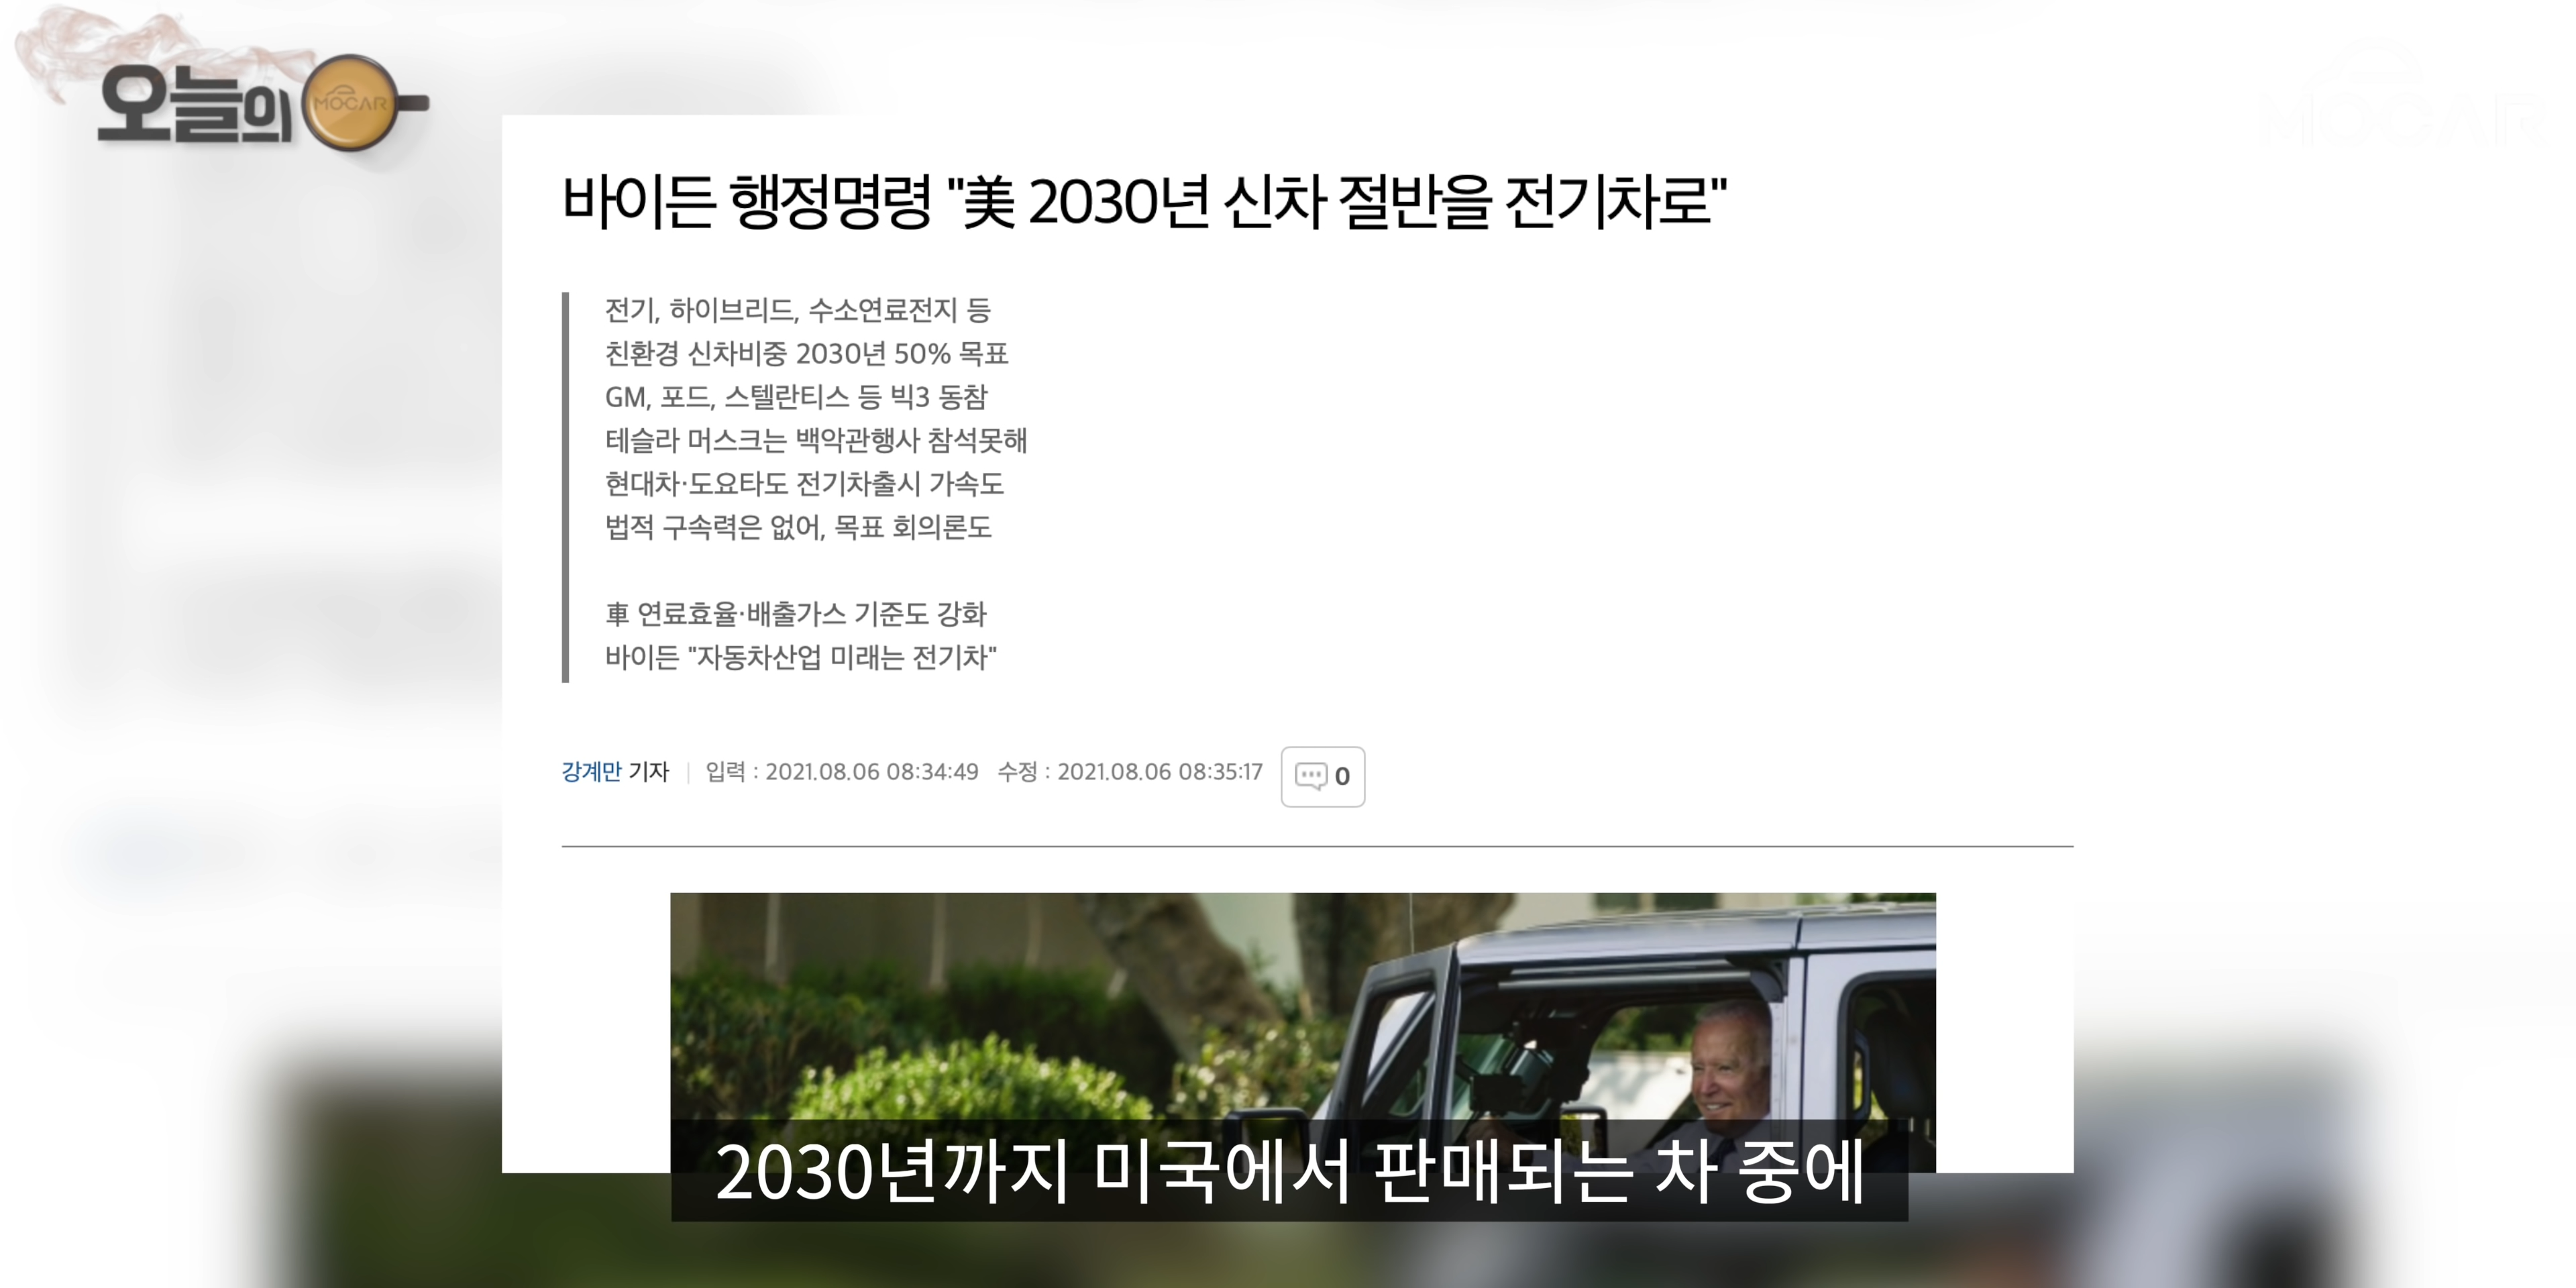 오늘의 MOCAR
MOCAR
바이든 행정명령 "美 2030년 신차 절반을 전기차로"
전기, 하이브리드, 수소연료전지 등
친환경 신차비중 2030년 50% 목표
GM, 포드, 스텔란티스 등 빅3 동참
테슬라 머스크는 백악관행사 참석못해
현대차·도요타도 전기차출시 가속도
법적 구속력은 없어, 목표 회의론도
車 연료효율·배출가스 기준도 강화
바이든 "자동차산업 미래는 전기차"
강계만 기자 | 입력 : 2021.08.06 08:34:49 수정 : 2021.08.06 08:35:17 0
2030년까지 미국에서 판매되는 차 중에